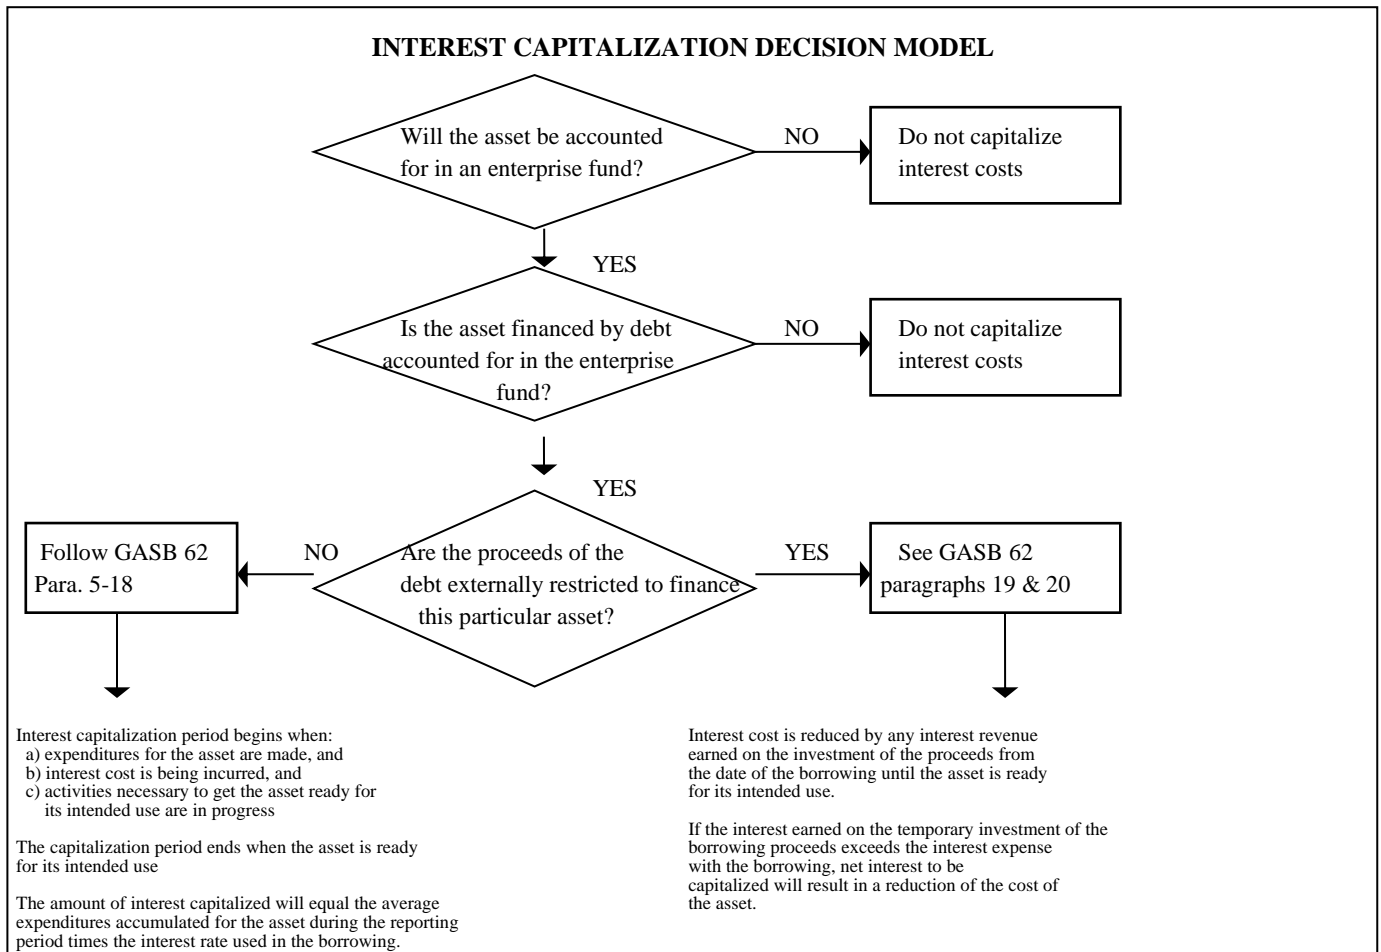 INTEREST CAPITALIZATION DECISION MODEL
Will the asset be accounted
for in an enterprise fund?
NO
Do not capitalize
interest costs
YES
Is the asset financed by debt
accounted for in the enterprise
fund?
NO
Do not capitalize
interest costs
YES
Are the proceeds of the
debt externally restricted to finance
this particular asset?
NO
Follow GASB 62
Para. 5-18
YES
See GASB 62
paragraphs 19 & 20
Interest capitalization period begins when:
a) expenditures for the asset are made, and
b) interest cost is being incurred, and
c) activities necessary to get the asset ready for
its intended use are in progress
The capitalization period ends when the asset is ready
for its intended use
The amount of interest capitalized will equal the average
expenditures accumulated for the asset during the reporting
period times the interest rate used in the borrowing.
Interest cost is reduced by any interest revenue
earned on the investment of the proceeds from
the date of the borrowing until the asset is ready
for its intended use.
If the interest earned on the temporary investment of the
borrowing proceeds exceeds the interest expense
with the borrowing, net interest to be
capitalized will result in a reduction of the cost of
the asset.